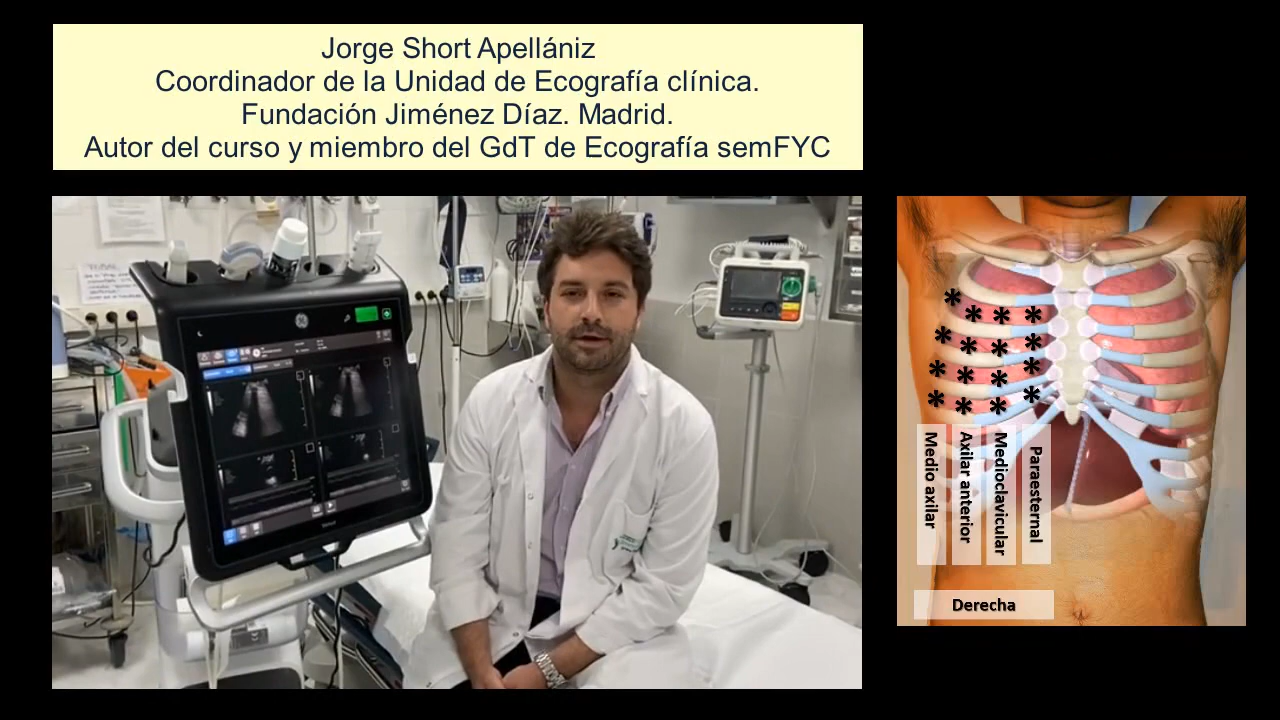 Jorge Short Apellániz
Coordinador de la Unidad de Ecografía clínica.
Fundación Jiménez Díaz. Madrid.
Autor del curso y miembro del GdT de Ecografía semFYC
Medio axilar
Axilar anterior
Medioclavicular
Paraesternal
Derecha